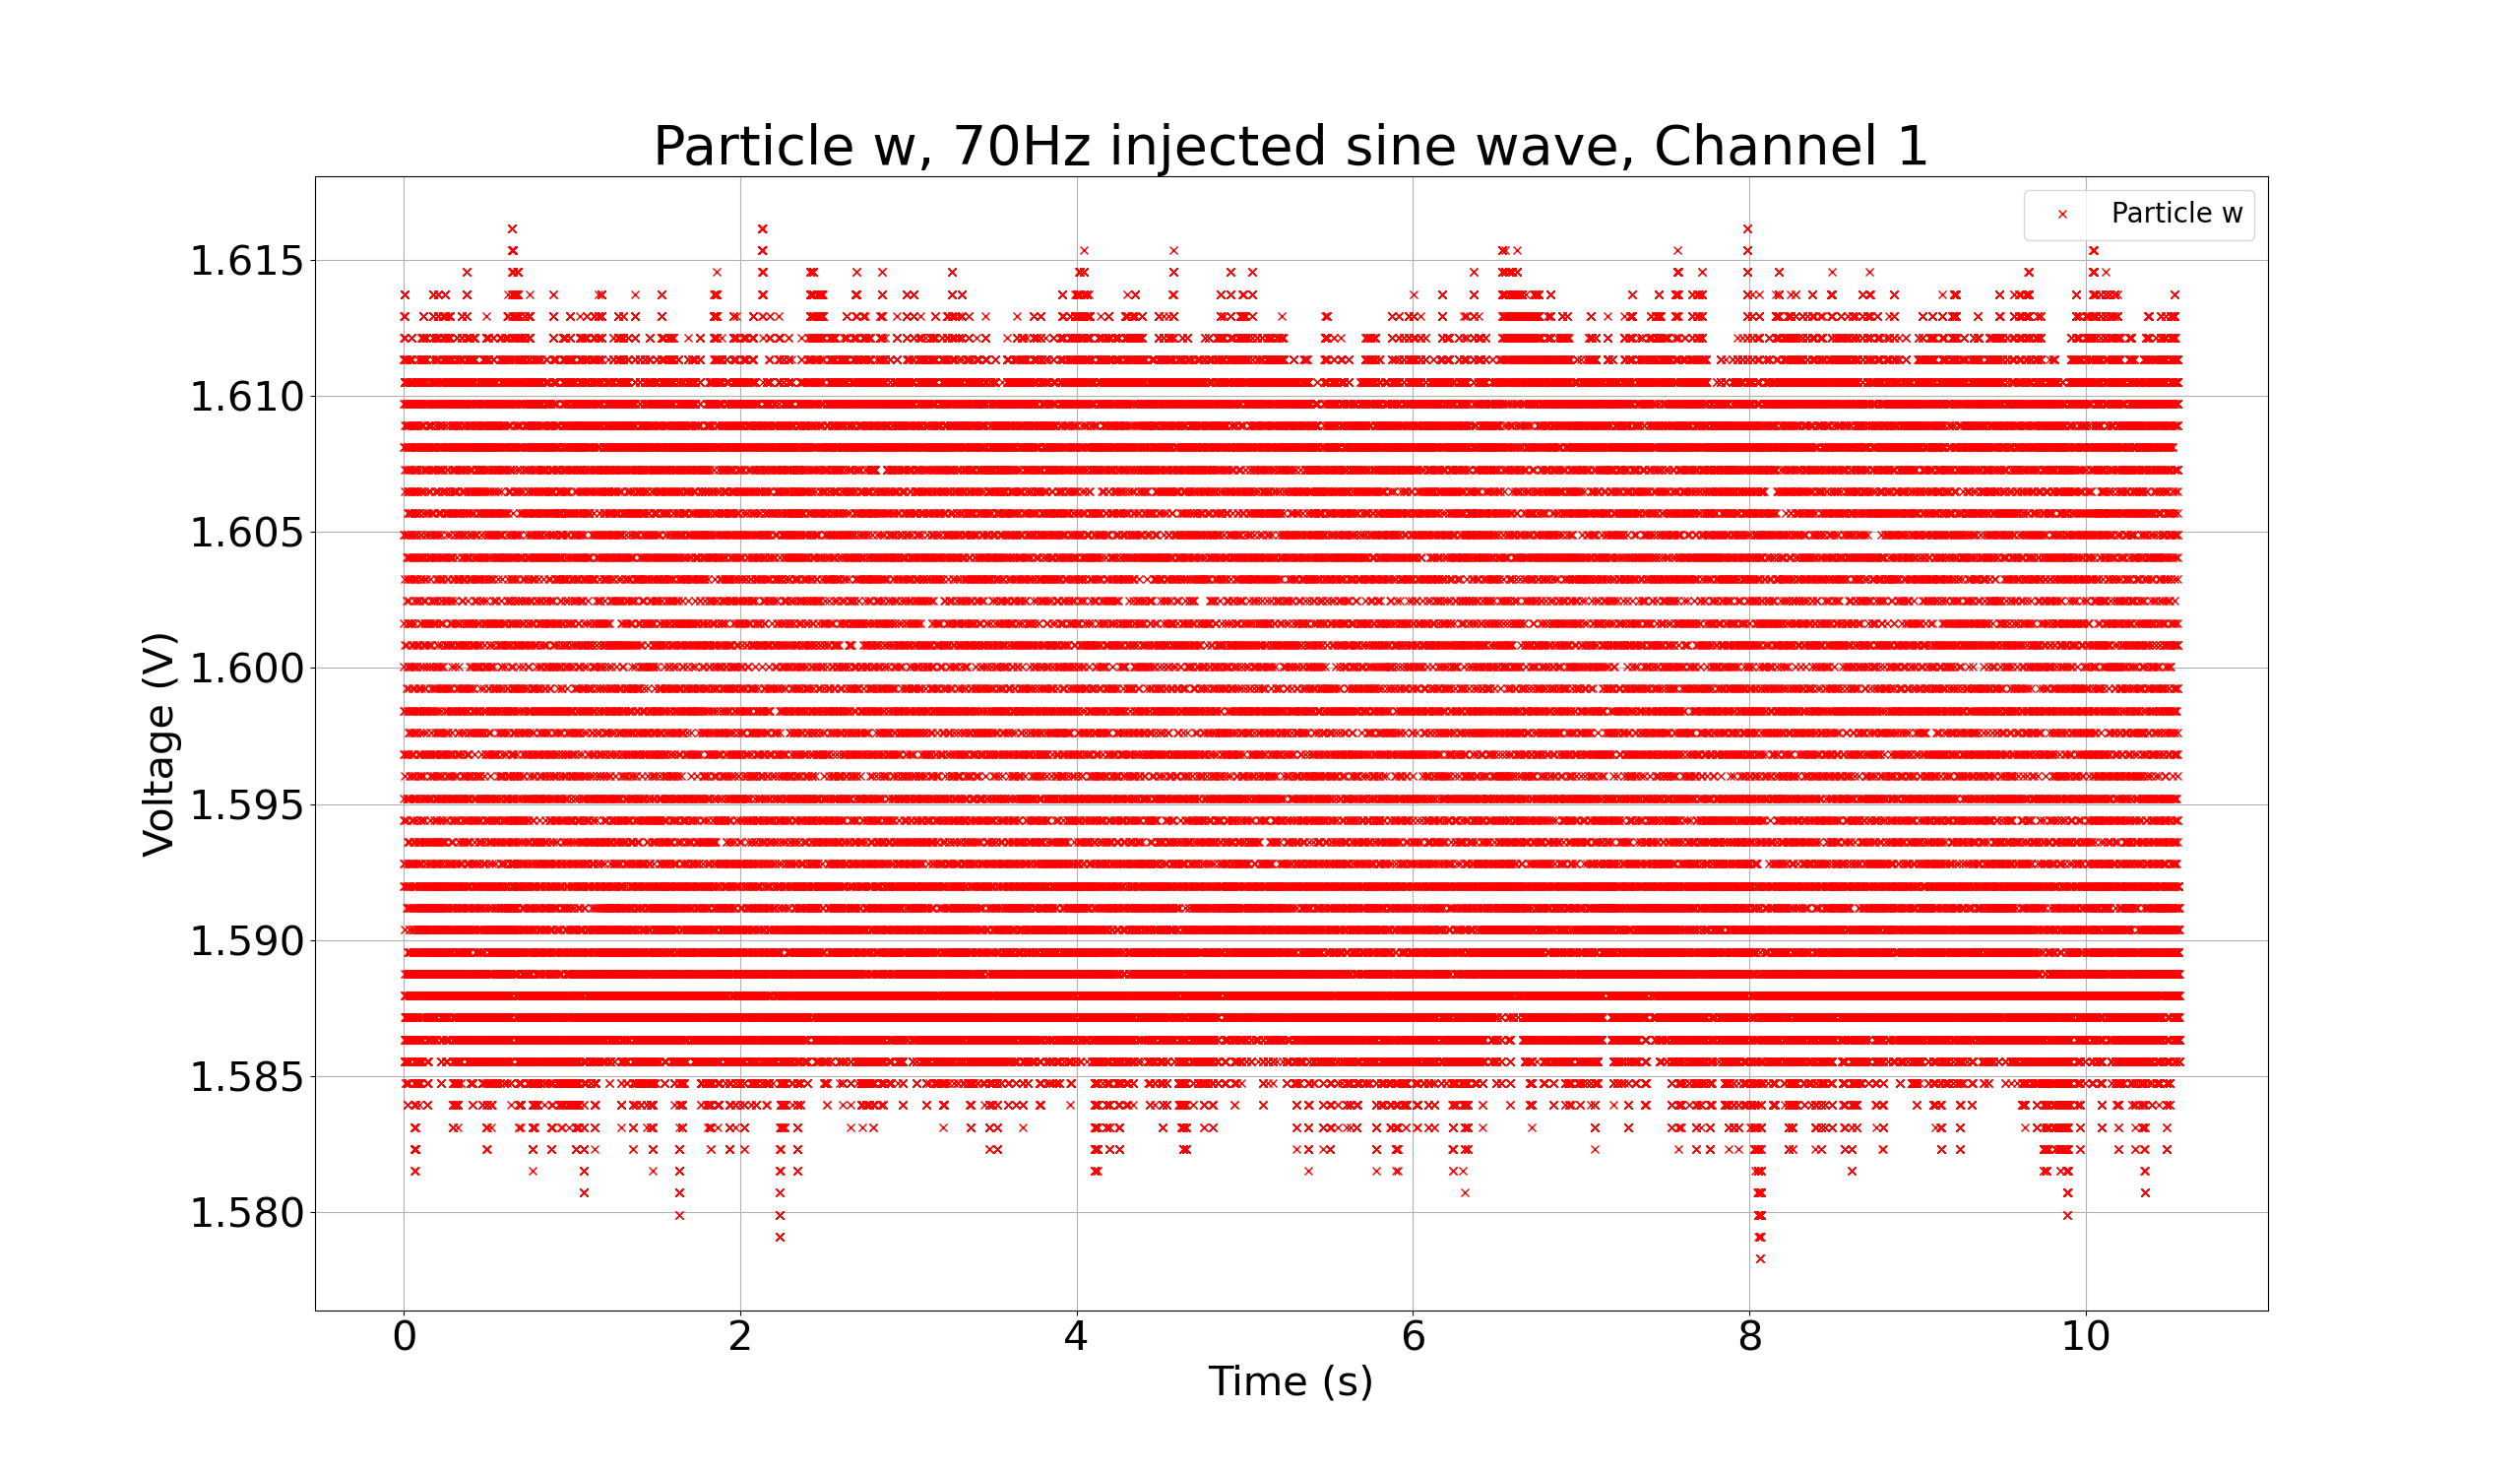 Particle w, 70Hz injected sine wave, Channel 1
Particle w
1.615
1.610
1.605
1.600
1.595
1.590
1.585
1.580
Voltage (V)
0 2 4 6 8 10
Time (s)